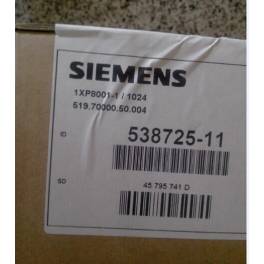 SIEMENS
1XP8001-1 / 1024
519.70000.50.004
ID 538725-11
SD
45 795 741 D